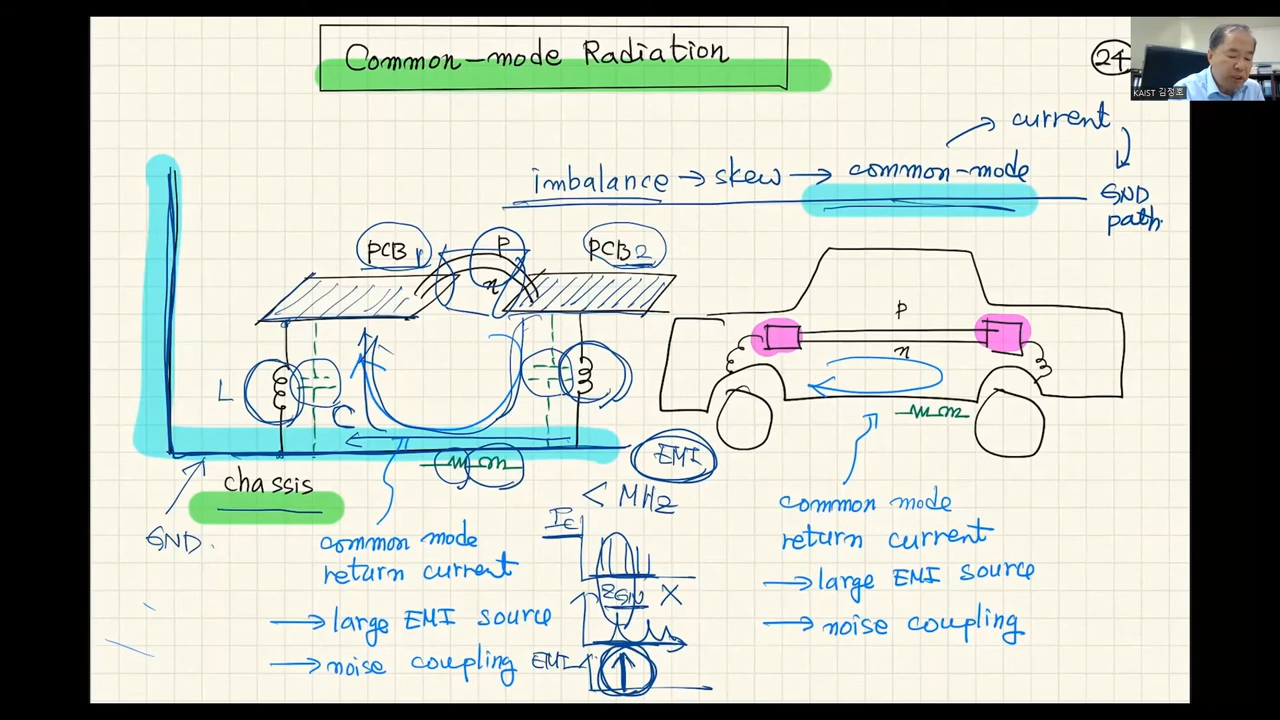 Common-mode Radiation
24
KAIST 김정호
current
imbalance → skew → common-mode
GND
path
PCB1
P
PCB2
n
P
n
L
C
EMI
chassis
< MHz
GND
Ic
common mode
return current
→ large EMI source
→ noise coupling
X
EMI
common mode
return current
→ large EMI source
→ noise coupling